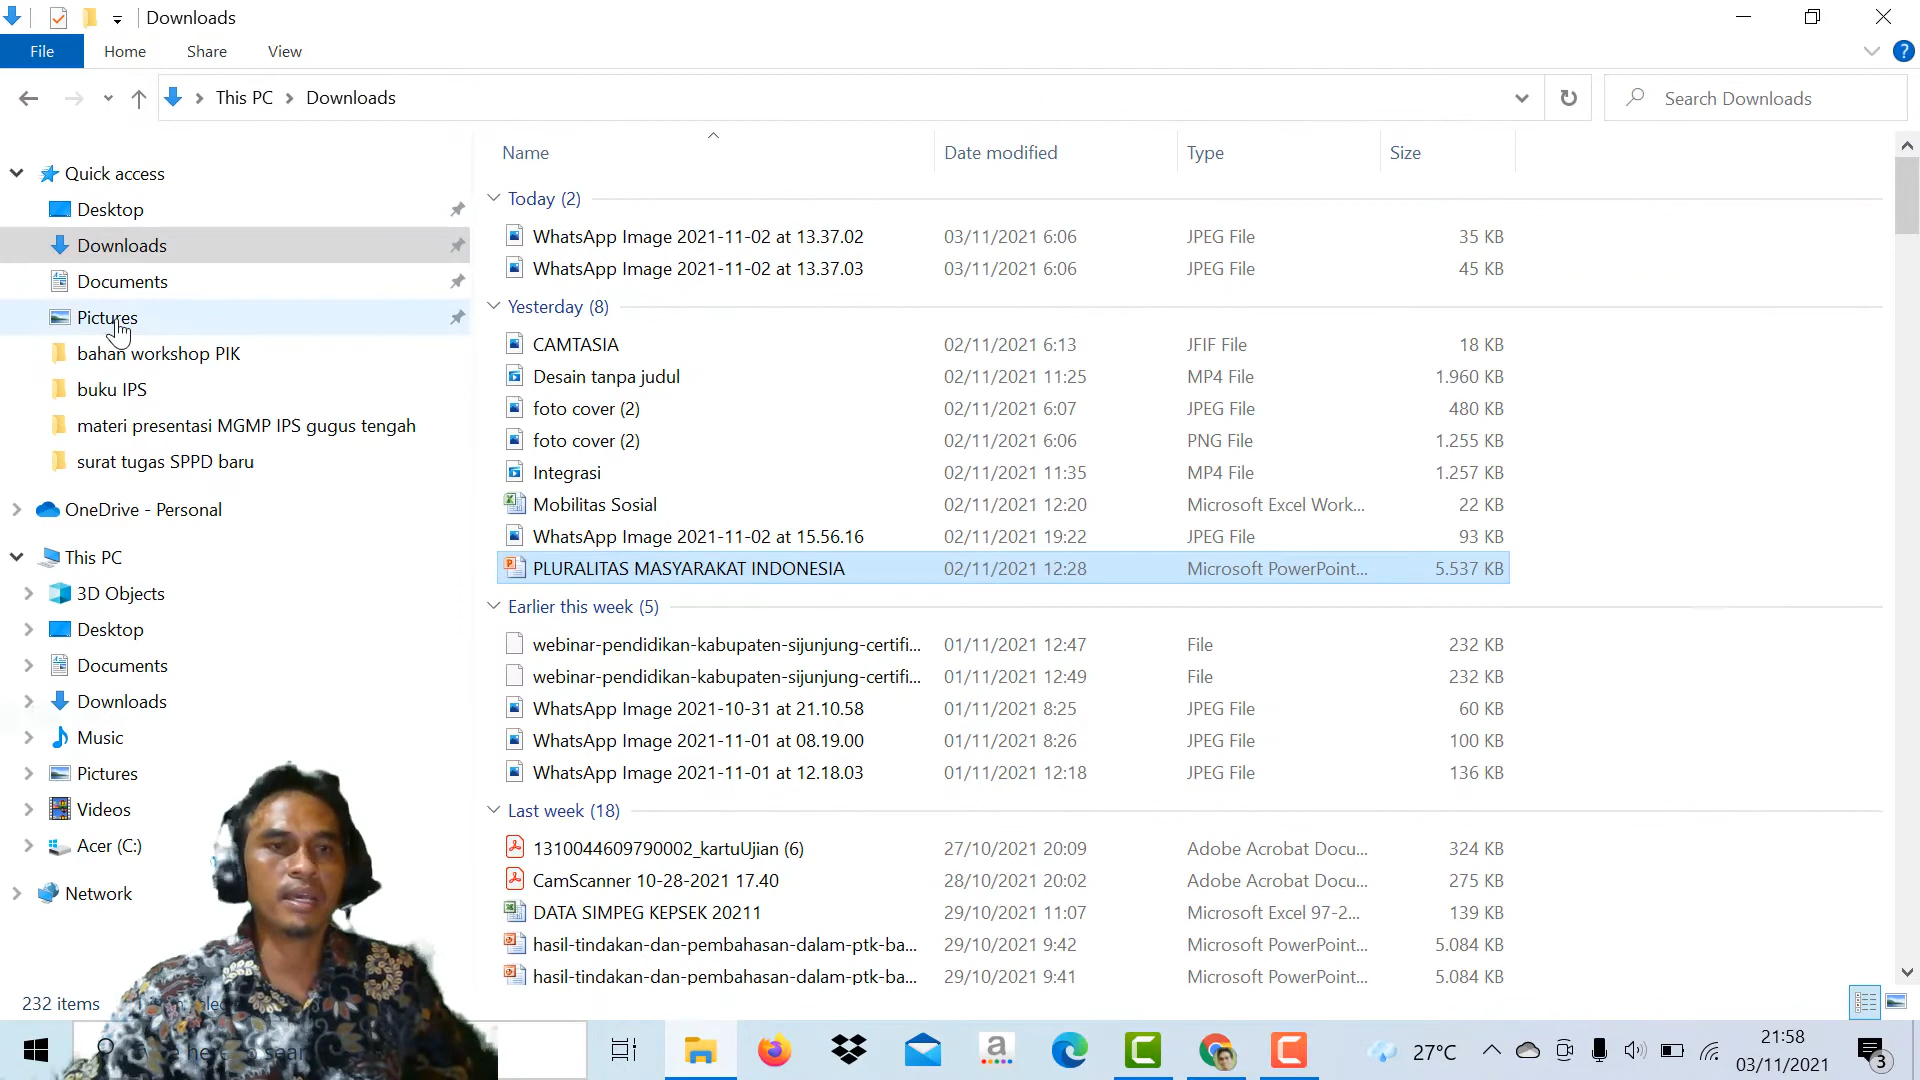 Downloads
File Home Share View
This PC Downloads
Search Downloads
Name Date modified Type Size
Quick access
Desktop
Downloads
Documents
Pictures
bahan workshop PIK
buku IPS
materi presentasi MGMP IPS gugus tengah
surat tugas SPPD baru
OneDrive - Personal
This PC
3D Objects
Desktop
Documents
Downloads
Music
Pictures
Videos
Acer (C:)
Network
Today (2)
WhatsApp Image 2021-11-02 at 13.37.02 03/11/2021 6:06 JPEG File 35 KB
WhatsApp Image 2021-11-02 at 13.37.03 03/11/2021 6:06 JPEG File 45 KB
Yesterday (8)
CAMTASIA 02/11/2021 6:13 JFIF File 18 KB
Desain tanpa judul 02/11/2021 11:25 MP4 File 1.960 KB
foto cover (2) 02/11/2021 6:07 JPEG File 480 KB
foto cover (2) 02/11/2021 6:06 PNG File 1.255 KB
Integrasi 02/11/2021 11:35 MP4 File 1.257 KB
Mobilitas Sosial 02/11/2021 12:20 Microsoft Excel Work... 22 KB
WhatsApp Image 2021-11-02 at 15.56.16 02/11/2021 19:22 JPEG File 93 KB
PLURALITAS MASYARAKAT INDONESIA 02/11/2021 12:28 Microsoft PowerPoint... 5.537 KB
Earlier this week (5)
webinar-pendidikan-kabupaten-sijunjung-certifi... 01/11/2021 12:47 File 232 KB
webinar-pendidikan-kabupaten-sijunjung-certifi... 01/11/2021 12:49 File 232 KB
WhatsApp Image 2021-10-31 at 21.10.58 01/11/2021 8:25 JPEG File 60 KB
WhatsApp Image 2021-11-01 at 08.19.00 01/11/2021 8:26 JPEG File 100 KB
WhatsApp Image 2021-11-01 at 12.18.03 01/11/2021 12:18 JPEG File 136 KB
Last week (18)
1310044609790002_kartuUjian (6) 27/10/2021 20:09 Adobe Acrobat Docu... 324 KB
CamScanner 10-28-2021 17.40 28/10/2021 20:02 Adobe Acrobat Docu... 275 KB
DATA SIMPEG KEPSEK 20211 29/10/2021 11:07 Microsoft Excel 97-2... 139 KB
hasil-tindakan-dan-pembahasan-dalam-ptk-ba... 29/10/2021 9:42 Microsoft PowerPoint... 5.084 KB
hasil-tindakan-dan-pembahasan-dalam-ptk-ba... 29/10/2021 9:41 Microsoft PowerPoint... 5.084 KB
232 items
27°C
21:58
03/11/2021
3